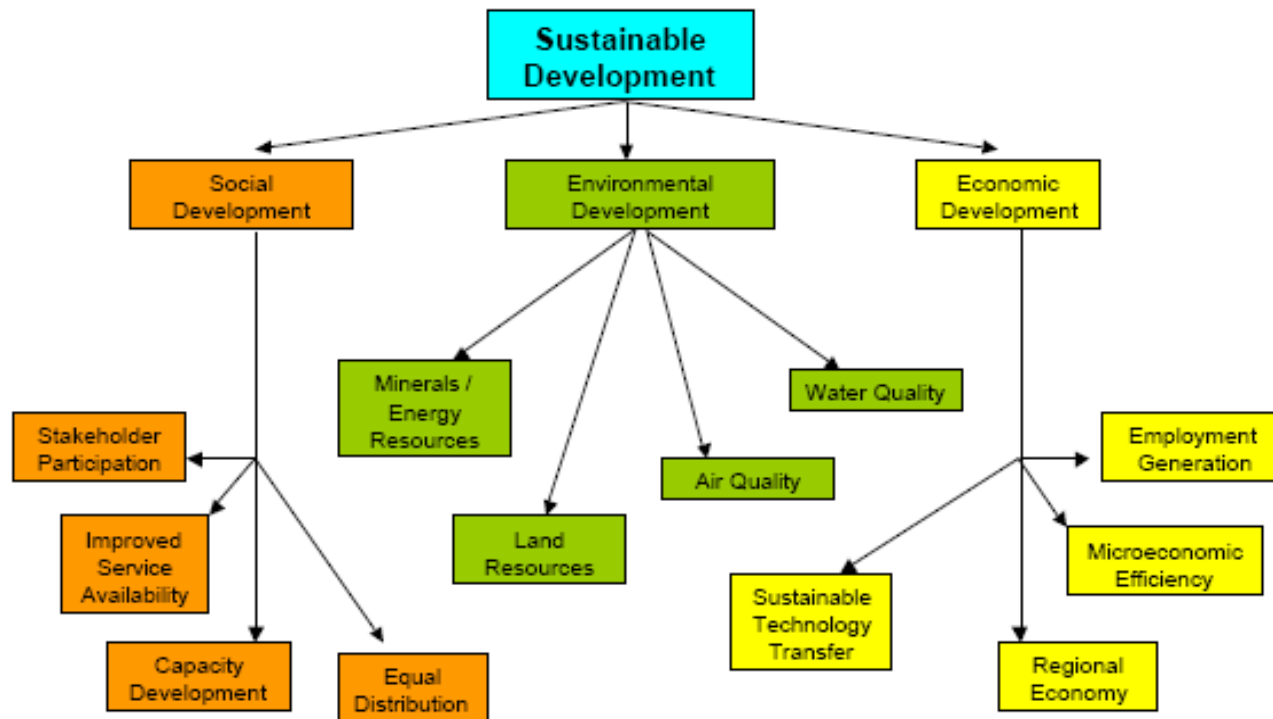 Sustainable
Development
Social
Development
Environmental
Development
Economic
Development
Minerals /
Energy
Resources
Water Quality
Stakeholder
Participation
Employment
Generation
Air Quality
Improved
Service
Availability
Land
Resources
Microeconomic
Efficiency
Sustainable
Technology
Transfer
Capacity
Development
Equal
Distribution
Regional
Economy